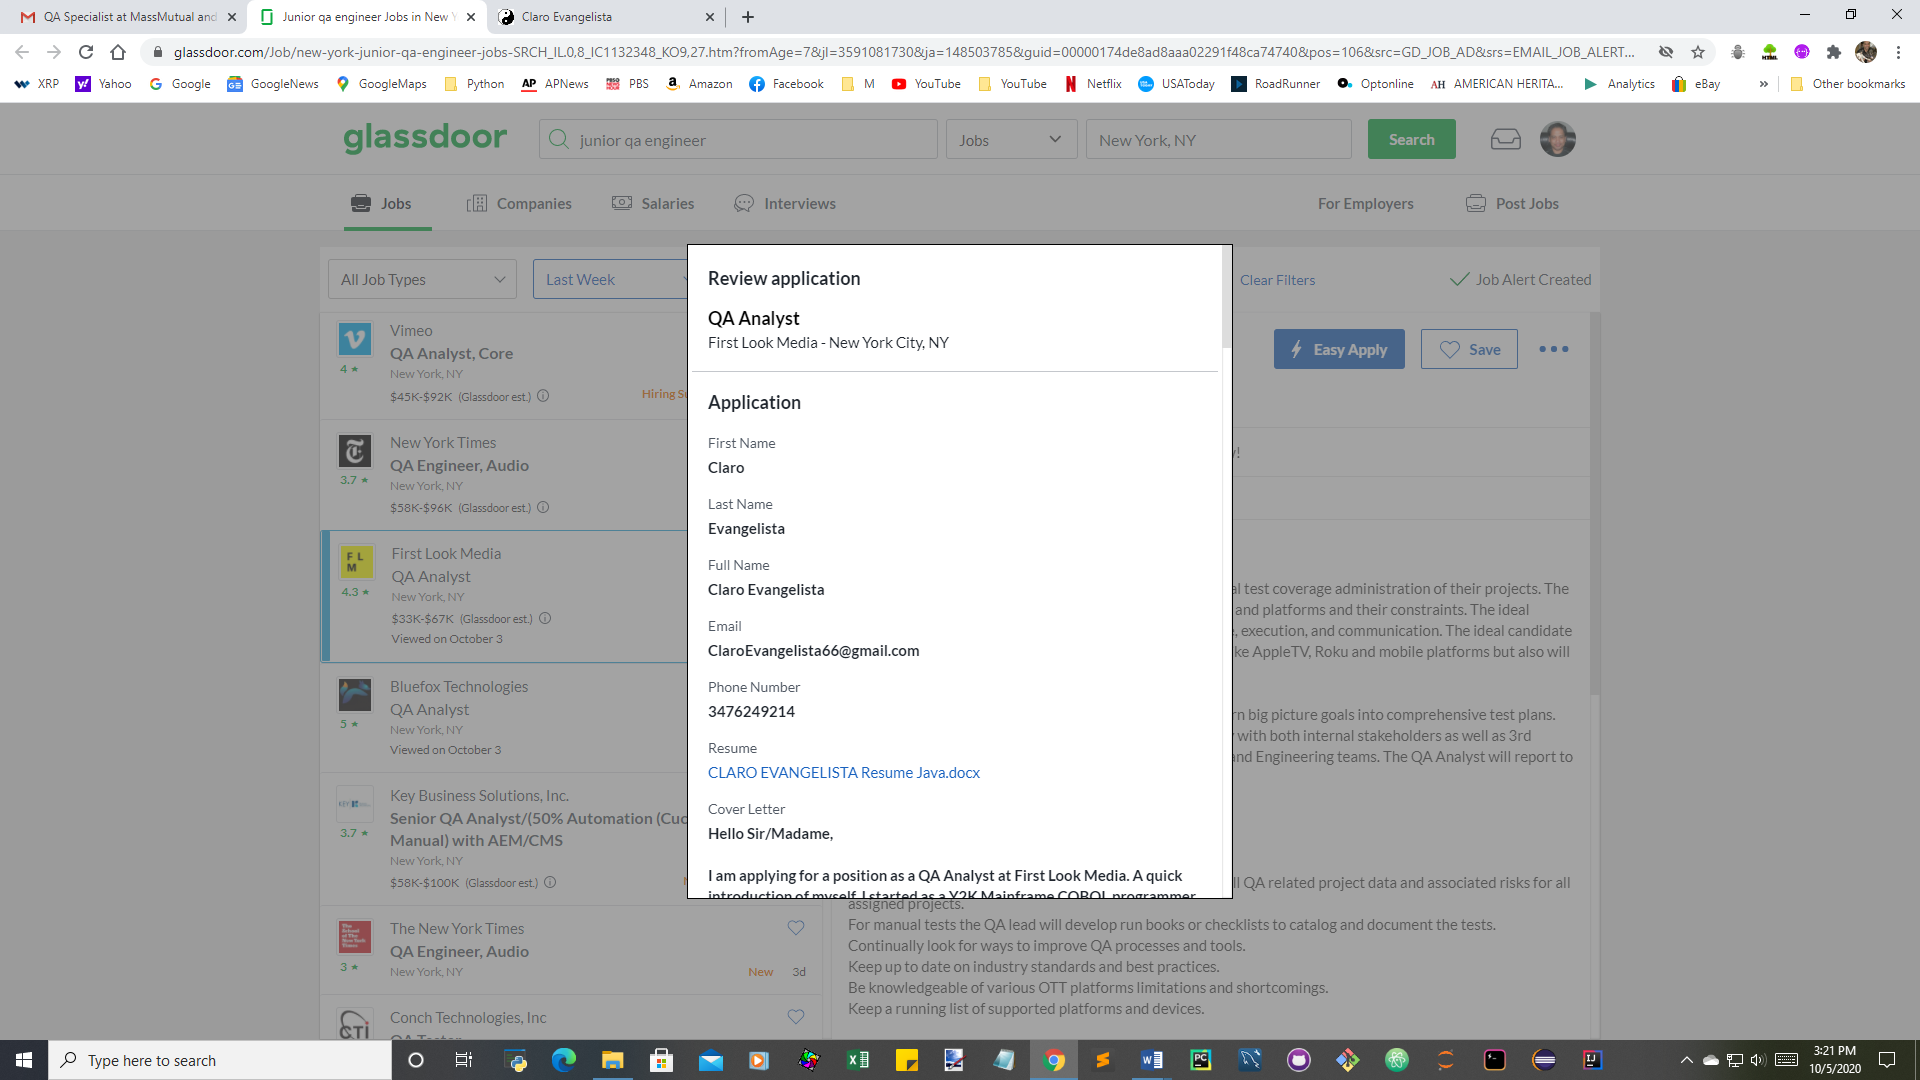 QA Specialist at MassMutual and
Junior qa engineer Jobs in New Y
Claro Evangelista
glassdoor.com/Job/new-york-junior-qa-engineer-jobs-SRCH_IL.0,8_IC1132348_KO9,27.htm?fromAge=7&jl=3591081730&ja=148503785&guid=00000174de8ad8aaa02291f48ca74740&pos=106&src=GD_JOB_AD&srs=EMAIL_JOB_ALERT...
XRP Yahoo Google GoogleNews GoogleMaps Python APNews PBS Amazon Facebook M YouTube YouTube Netflix USAToday RoadRunner Optonline AMERICAN HERITA... Analytics eBay » Other bookmarks
glassdoor
junior qa engineer
Jobs
New York, NY
Search
Jobs
Companies
Salaries
Interviews
For Employers
Post Jobs
All Job Types
Last Week
Clear Filters
Job Alert Created
Vimeo
QA Analyst, Core
New York, NY
4 ★
$45K-$92K (Glassdoor est.)
Hiring Su
New York Times
QA Engineer, Audio
New York, NY
3.7 ★
$58K-$96K (Glassdoor est.)
F L
M
First Look Media
QA Analyst
New York, NY
4.3 ★
$33K-$67K (Glassdoor est.)
Viewed on October 3
Bluefox Technologies
QA Analyst
New York, NY
5 ★
Viewed on October 3
Key Business Solutions, Inc.
Senior QA Analyst/(50% Automation (Cuc
Manual) with AEM/CMS
New York, NY
3.7 ★
$58K-$100K (Glassdoor est.)
The New York Times
QA Engineer, Audio
New York, NY
3 ★
New 3d
Conch Technologies, Inc
QA Tester
Review application
QA Analyst
First Look Media - New York City, NY
Application
First Name
Claro
Last Name
Evangelista
Full Name
Claro Evangelista
Email
ClaroEvangelista66@gmail.com
Phone Number
3476249214
Resume
CLARO EVANGELISTA Resume Java.docx
Cover Letter
Hello Sir/Madame,
I am applying for a position as a QA Analyst at First Look Media. A quick
introduction of myself, I started as a Y2K Mainframe COBOL programmer
Easy Apply
Save
y!
al test coverage administration of their projects. The
and platforms and their constraints. The ideal
, execution, and communication. The ideal candidate
ke AppleTV, Roku and mobile platforms but also will
rn big picture goals into comprehensive test plans.
with both internal stakeholders as well as 3rd
and Engineering teams. The QA Analyst will report to
ll QA related project data and associated risks for all
assigned projects.
For manual tests the QA lead will develop run books or checklists to catalog and document the tests.
Continually look for ways to improve QA processes and tools.
Keep up to date on industry standards and best practices.
Be knowledgeable of various OTT platforms limitations and shortcomings.
Keep a running list of supported platforms and devices.
Type here to search
3:21 PM
10/5/2020